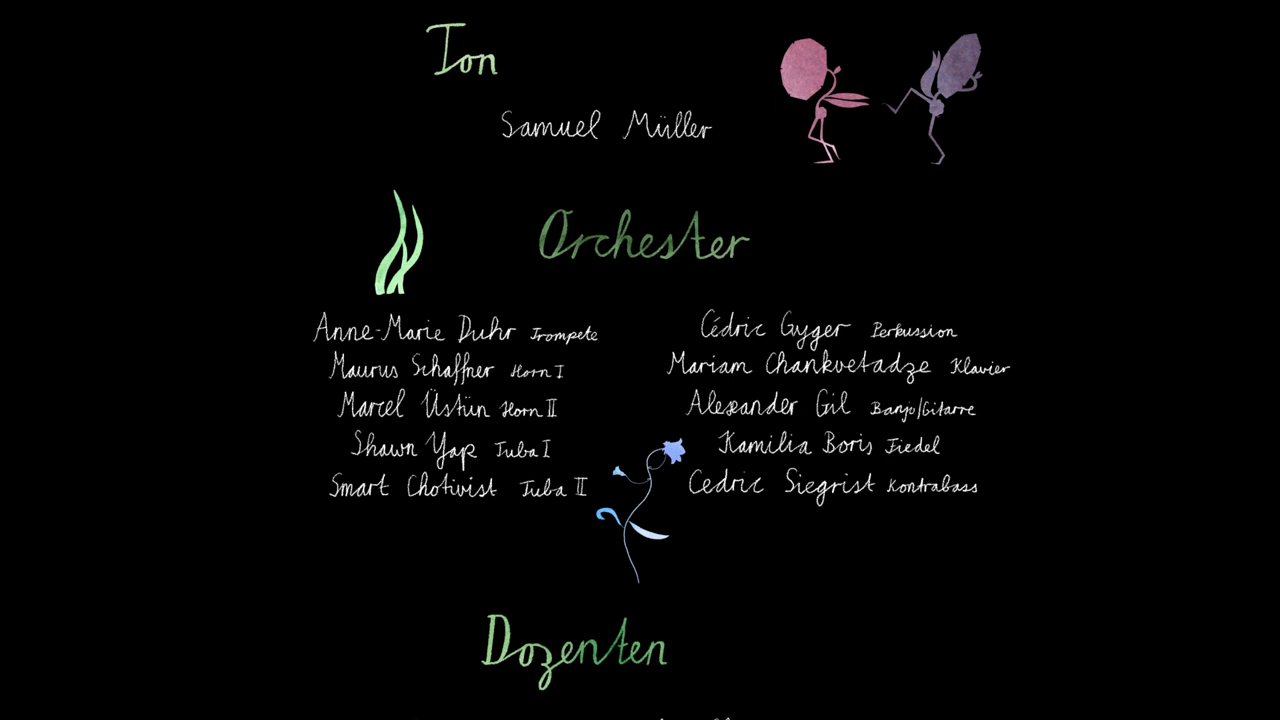 Ton
Samuel Müller
Orchester
Anne-Marie Duhr Trompete
Maurus Schaffner Horn I
Marcel Üstün Horn II
Shawn Yap Tuba I
Smart Chotivist Tuba II
Cédric Gyger Perkussion
Mariam Chankvetadze Klavier
Alexander Gil Banjo/Gitarre
Kamilia Boris Fiedel
Cedric Siegrist Kontrabass
Dozenten